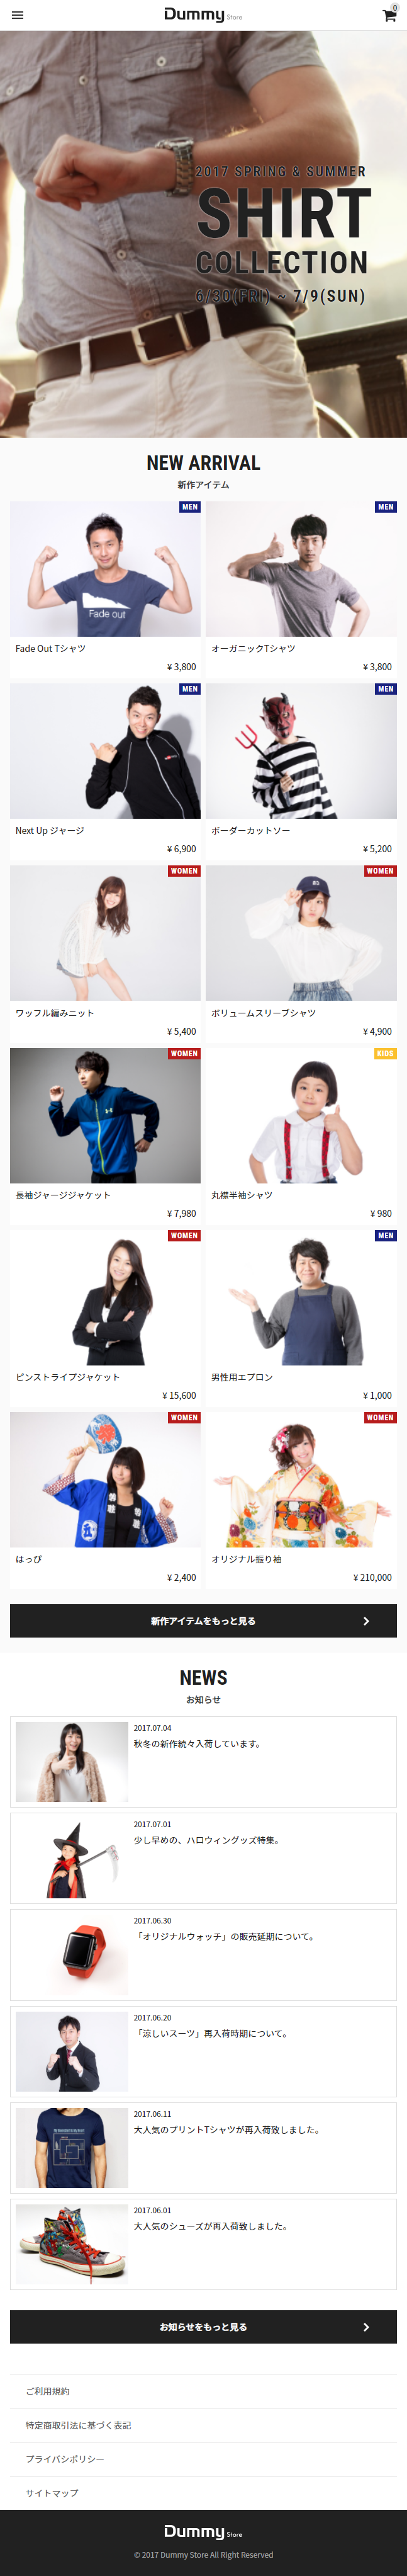 Dummy Store
0
2017 SPRING & SUMMER
SHIRT
COLLECTION
6/30(FRI) ~ 7/9(SUN)
NEW ARRIVAL
新作アイテム
MEN
Fade out
Fade Out Tシャツ
¥ 3,800
MEN
オーガニックTシャツ
¥ 3,800
MEN
Next Up ジャージ
¥ 6,900
MEN
ボーダーカットソー
¥ 5,200
WOMEN
ワッフル編みニット
¥ 5,400
WOMEN
ボリュームスリーブシャツ
¥ 4,900
WOMEN
長袖ジャージジャケット
¥ 7,980
KIDS
丸襟半袖シャツ
¥ 980
WOMEN
ピンストライプジャケット
¥ 15,600
MEN
男性用エプロン
¥ 1,000
WOMEN
はっぴ
¥ 2,400
WOMEN
オリジナル振り袖
¥ 210,000
新作アイテムをもっと見る
NEWS
お知らせ
2017.07.04
秋冬の新作続々入荷しています。
2017.07.01
少し早めの、ハロウィングッズ特集。
2017.06.30
「オリジナルウォッチ」の販売延期について。
2017.06.20
「涼しいスーツ」再入荷時期について。
2017.06.11
大人気のプリントTシャツが再入荷致しました。
2017.06.01
大人気のシューズが再入荷致しました。
お知らせをもっと見る
ご利用規約
特定商取引法に基づく表記
プライバシポリシー
サイトマップ
Dummy Store
© 2017 Dummy Store All Right Reserved